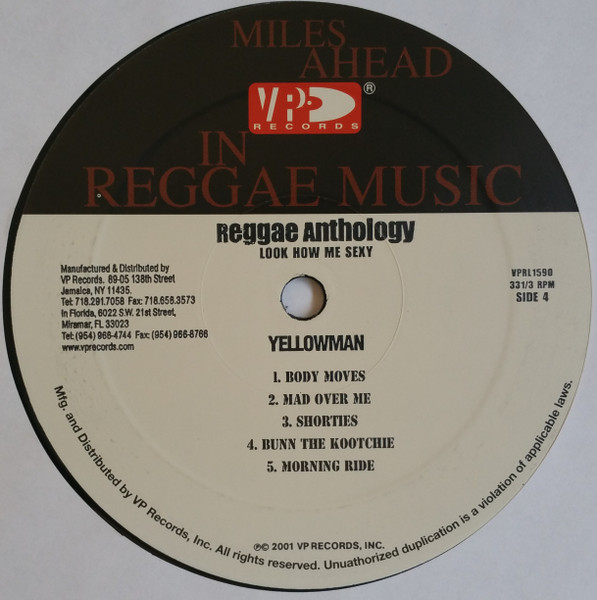 MILES
AHEAD
VP®
RECORDS
IN
REGGAE MUSIC
Reggae Anthology
LOOK HOW ME SEXY
Manufactured & Distributed by
VP Records. 89-05 138th Street
Jamaica, NY 11435.
Tel: 718.291.7058 Fax: 718.658.3573
In Florida, 6022 S.W. 21st Street,
Miramar, FL 33023
Tel: (954) 966-4744 Fax: (954) 966-8766
www.vprecords.com
VPRL1590
331/3 RPM
SIDE 4
YELLOWMAN
1. BODY MOVES
2. MAD OVER ME
3. SHORTIES
4. BUNN THE KOOTCHIE
5. MORNING RIDE
℗© 2001 VP RECORDS, INC.
Mfg. and Distributed by VP Records, Inc. All rights reserved. Unauthorized duplication is a violation of applicable laws.